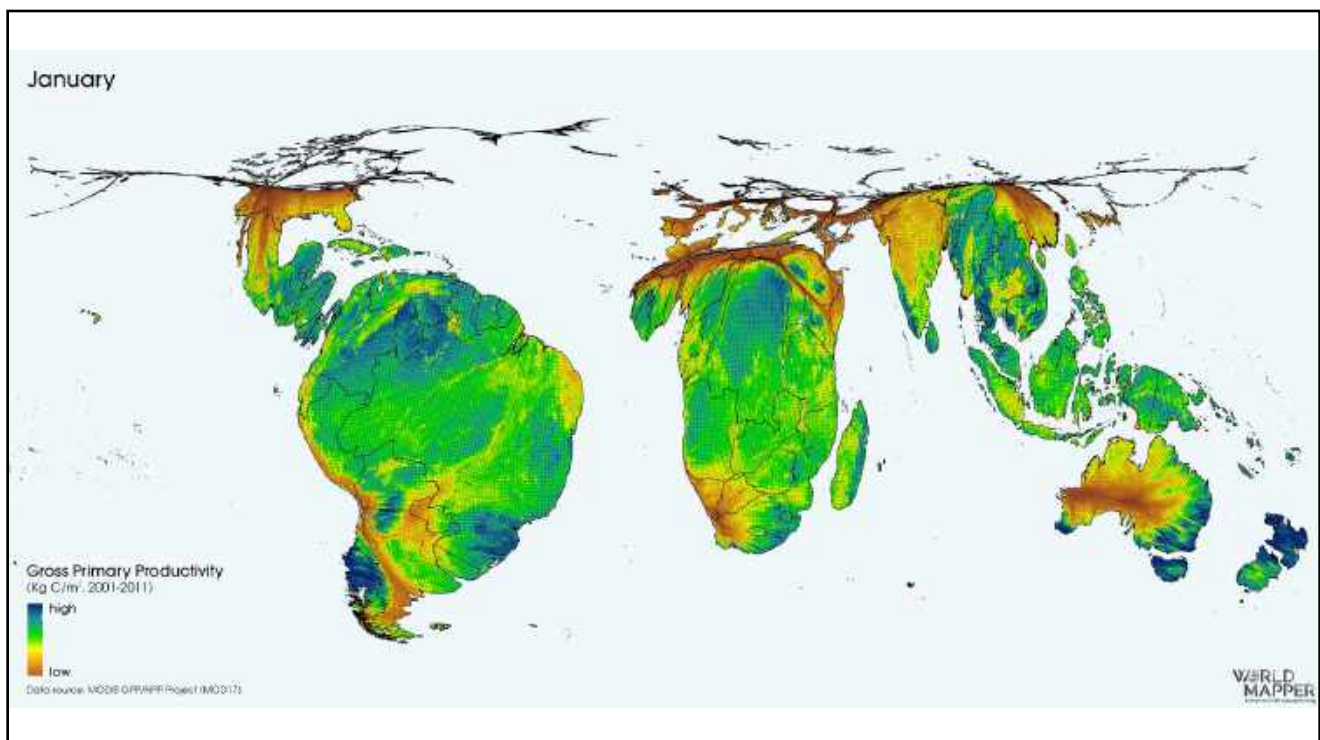 January
Gross Primary Productivity
(Kg C/m², 2001-2011)
high
low
Data source: MODIS GPP/NPP Project (MOD17)
WORLD
MAPPER